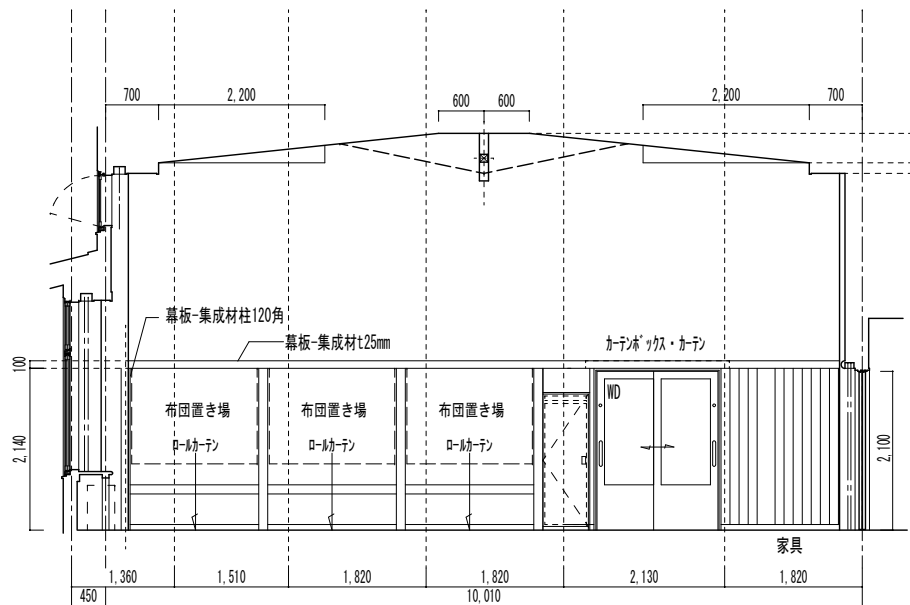 700
2,200
600
600
2,200
700
幕板-集成材柱120角
幕板-集成材t25mm
カーテンボックス・カーテン
100
2,140
布団置き場
ロールカーテン
布団置き場
ロールカーテン
布団置き場
ロールカーテン
WD
2,100
家具
1,360
1,510
1,820
1,820
2,130
1,820
450
10,010